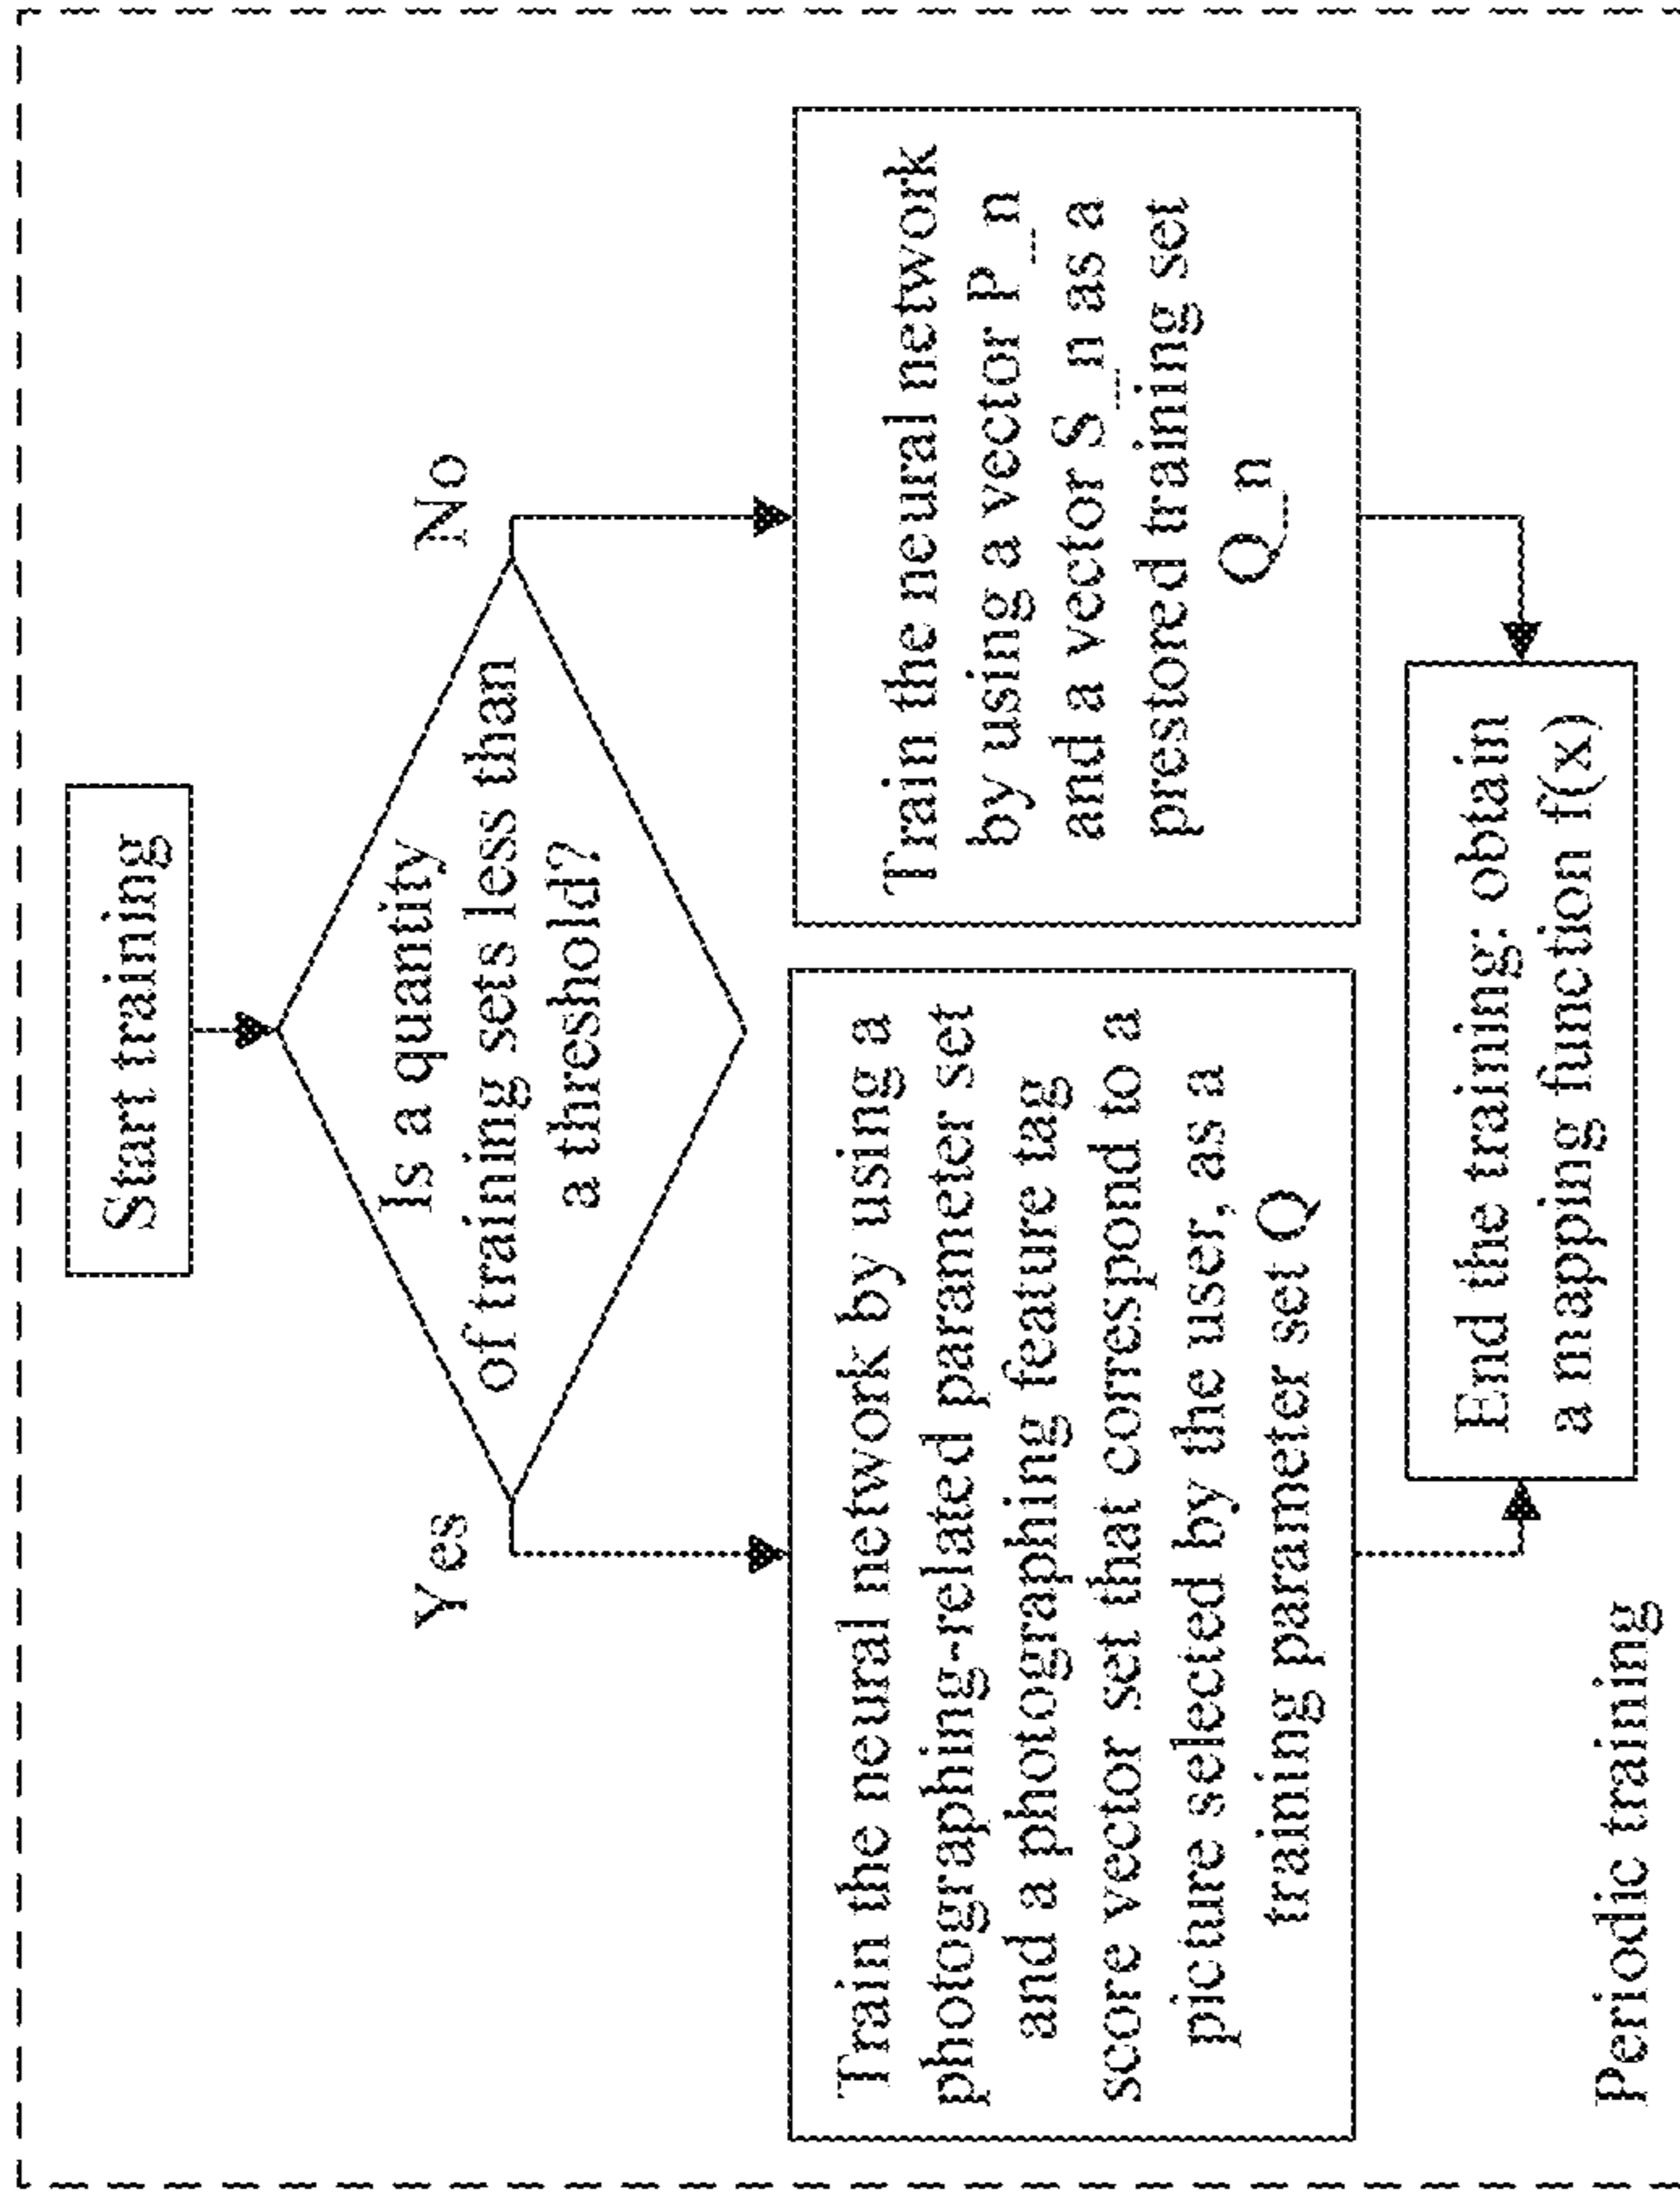 Start training
Is a quantity
of training sets less than
a threshold?
Yes
No
Train the neural network by using a
photographing-related parameter set
and a photographing feature tag
score vector set that correspond to a
picture selected by the user, as a
training parameter set Q
Train the neural network
by using a vector P_n
and a vector S_n as a
prestored training set
Q_n
End the training: obtain
a mapping function f(x)
Periodic training